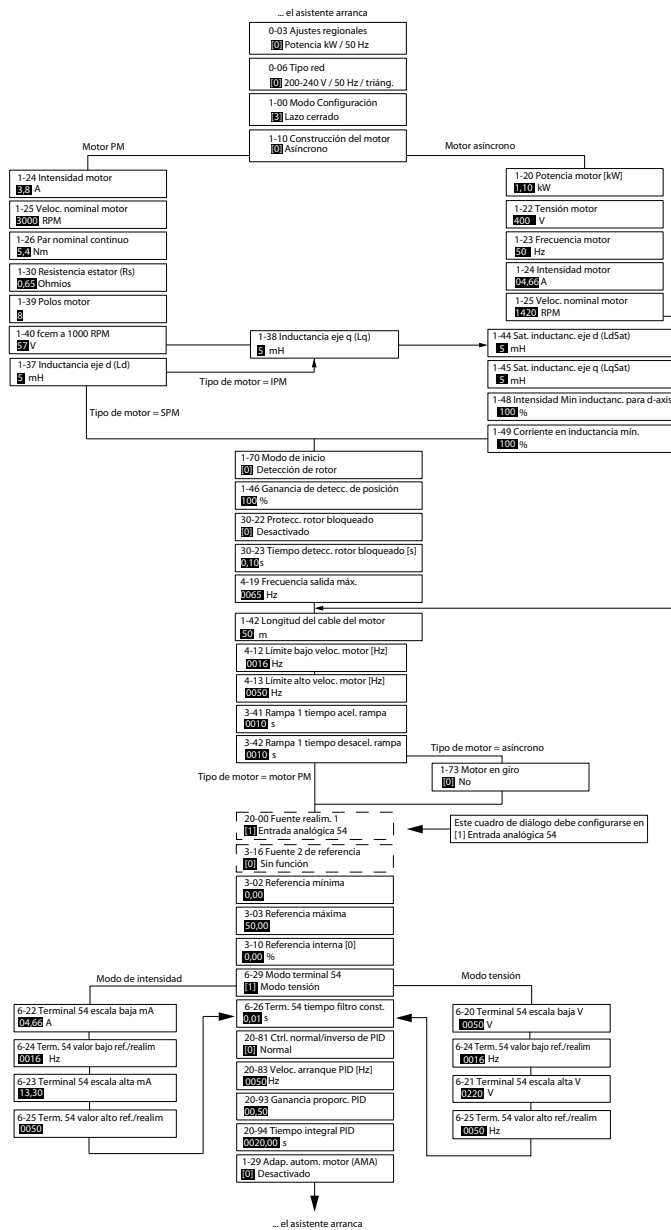 ... el asistente arranca
0-03 Ajustes regionales
[0] Potencia kW / 50 Hz
0-06 Tipo red
[0] 200-240 V / 50 Hz / triáng.
1-00 Modo Configuración
[3] Lazo cerrado
1-10 Construcción del motor
[0] Asíncrono
Motor PM
Motor asíncrono
1-24 Intensidad motor
3,8 A
1-25 Veloc. nominal motor
3000 RPM
1-26 Par nominal continuo
5,4 Nm
1-30 Resistencia estator (Rs)
0,65 Ohmios
1-39 Polos motor
8
1-40 fcem a 1000 RPM
57 V
1-37 Inductancia eje d (Ld)
5 mH
1-20 Potencia motor [kW]
1,10 kW
1-22 Tensión motor
400 V
1-23 Frecuencia motor
50 Hz
1-24 Intensidad motor
04,66 A
1-25 Veloc. nominal motor
1420 RPM
1-38 Inductancia eje q (Lq)
5 mH
Tipo de motor = IPM
Tipo de motor = SPM
1-44 Sat. inductanc. eje d (LdSat)
5 mH
1-45 Sat. inductanc. eje q (LqSat)
5 mH
1-48 Intensidad Min inductanc. para d-axis
100 %
1-49 Corriente en inductancia mín.
100 %
1-70 Modo de inicio
[0] Detección de rotor
1-46 Ganancia de detecc. de posición
100 %
30-22 Protecc. rotor bloqueado
[0] Desactivado
30-23 Tiempo detecc. rotor bloqueado [s]
0,10 s
4-19 Frecuencia salida máx.
0065 Hz
1-42 Longitud del cable del motor
50 m
4-12 Límite bajo veloc. motor [Hz]
0016 Hz
4-13 Límite alto veloc. motor [Hz]
0050 Hz
3-41 Rampa 1 tiempo acel. rampa
0010 s
3-42 Rampa 1 tiempo desacel. rampa
0010 s
Tipo de motor = asíncrono
Tipo de motor = motor PM
1-73 Motor en giro
[0] No
20-00 Fuente realim. 1
[1] Entrada analógica 54
Este cuadro de diálogo debe configurarse en
[1] Entrada analógica 54
3-16 Fuente 2 de referencia
[0] Sin función
3-02 Referencia mínima
0,00
3-03 Referencia máxima
50,00
3-10 Referencia interna [0]
0,00 %
6-29 Modo terminal 54
[1] Modo tensión
Modo de intensidad
Modo tensión
6-22 Terminal 54 escala baja mA
04,66 A
6-24 Term. 54 valor bajo ref./realim
0016 Hz
6-23 Terminal 54 escala alta mA
13,30
6-25 Term. 54 valor alto ref./realim
0050
6-26 Term. 54 tiempo filtro const.
0,01 s
20-81 Ctrl. normal/inverso de PID
[0] Normal
20-83 Veloc. arranque PID [Hz]
0050 Hz
20-93 Ganancia proporc. PID
00,50
20-94 Tiempo integral PID
0020,00 s
1-29 Adap. autom. motor (AMA)
[0] Desactivado
6-20 Terminal 54 escala baja V
0050 V
6-24 Term. 54 valor bajo ref./realim
0016 Hz
6-21 Terminal 54 escala alta V
0220 V
6-25 Term. 54 valor alto ref./realim
0050 Hz
... el asistente arranca